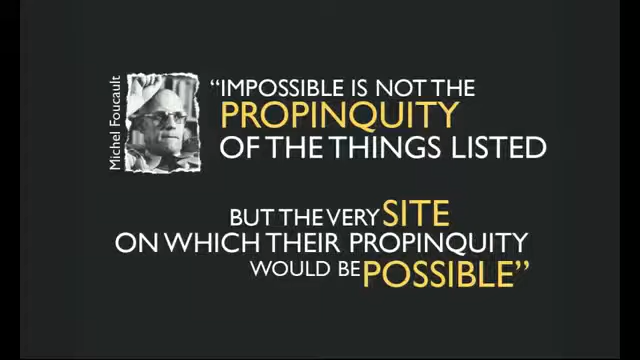 Michel Foucault
“IMPOSSIBLE IS NOT THE
PROPINQUITY
OF THE THINGS LISTED
BUT THE VERY SITE
ON WHICH THEIR PROPINQUITY
WOULD BE POSSIBLE”